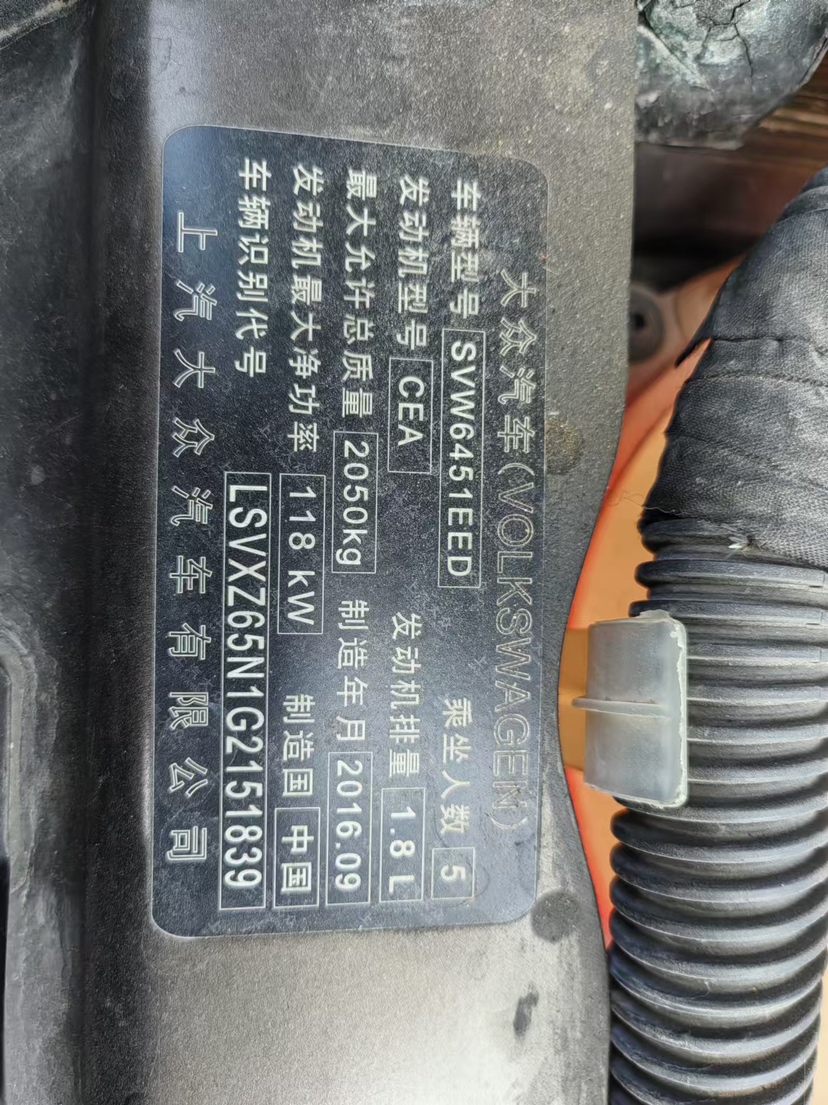 大众汽车(VOLKSWAGEN)
车辆型号 SVW6451EED 乘坐人数 5
发动机型号 CEA 发动机排量 1.8 L
最大允许总质量 2050kg 制造年月 2016.09
发动机最大净功率 118 kW 制造国 中国
车辆识别代号 LSVXZ65N1G2151839
上汽大众汽车有限公司